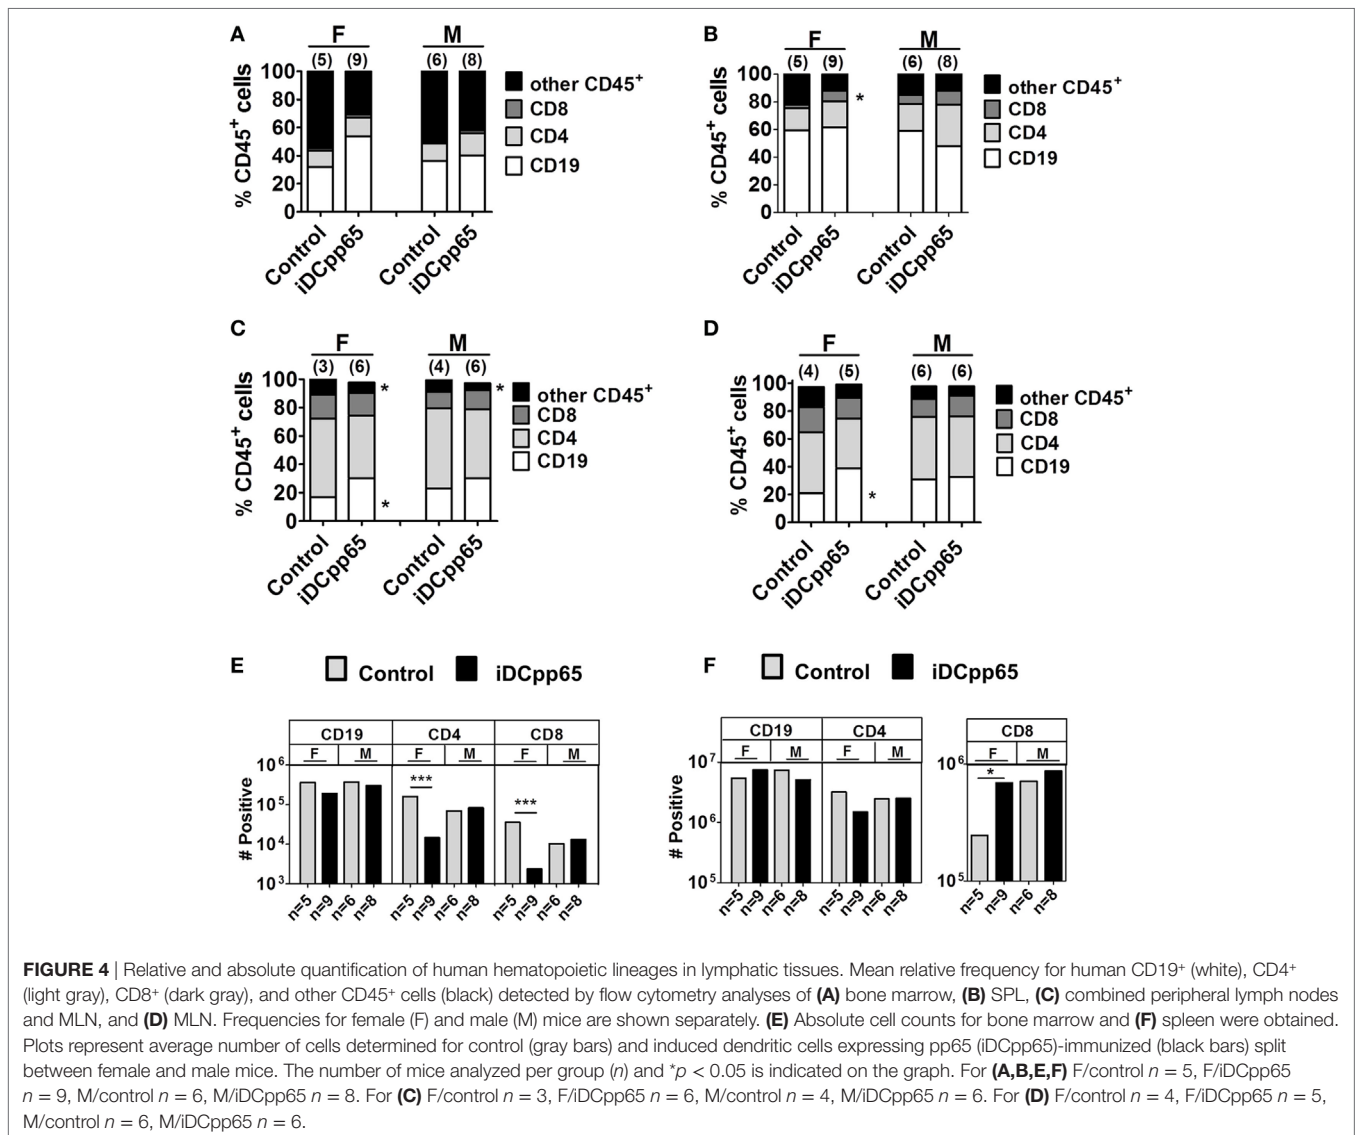 A
F M
(5) (9) (6) (8)
% CD45+ cells
100
80
60
40
20
0
other CD45+
CD8
CD4
CD19
Control iDCpp65 Control iDCpp65
B
F M
(5) (9) (6) (8)
% CD45+ cells
100
80
60
40
20
0
*
other CD45+
CD8
CD4
CD19
Control iDCpp65 Control iDCpp65
C
F M
(3) (6) (4) (6)
% CD45+ cells
100
80
60
40
20
0
* *
*
other CD45+
CD8
CD4
CD19
Control iDCpp65 Control iDCpp65
D
F M
(4) (5) (6) (6)
% CD45+ cells
100
80
60
40
20
0
*
other CD45+
CD8
CD4
CD19
Control iDCpp65 Control iDCpp65
E Control iDCpp65
CD19 CD4 CD8
F M F M F M
# Positive
10^6
10^5
10^4
10^3
*** ***
n=5 n=9 n=6 n=8 n=5 n=9 n=6 n=8 n=5 n=9 n=6 n=8
F Control iDCpp65
CD19 CD4
F M F M
# Positive
10^7
10^6
10^5
n=5 n=9 n=6 n=8 n=5 n=9 n=6 n=8
CD8
F M
10^6
10^5
*
n=5 n=9 n=6 n=8
FIGURE 4 | Relative and absolute quantification of human hematopoietic lineages in lymphatic tissues. Mean relative frequency for human CD19+ (white), CD4+
(light gray), CD8+ (dark gray), and other CD45+ cells (black) detected by flow cytometry analyses of (A) bone marrow, (B) SPL, (C) combined peripheral lymph nodes
and MLN, and (D) MLN. Frequencies for female (F) and male (M) mice are shown separately. (E) Absolute cell counts for bone marrow and (F) spleen were obtained.
Plots represent average number of cells determined for control (gray bars) and induced dendritic cells expressing pp65 (iDCpp65)-immunized (black bars) split
between female and male mice. The number of mice analyzed per group (n) and *p < 0.05 is indicated on the graph. For (A,B,E,F) F/control n = 5, F/iDCpp65
n = 9, M/control n = 6, M/iDCpp65 n = 8. For (C) F/control n = 3, F/iDCpp65 n = 6, M/control n = 4, M/iDCpp65 n = 6. For (D) F/control n = 4, F/iDCpp65 n = 5,
M/control n = 6, M/iDCpp65 n = 6.